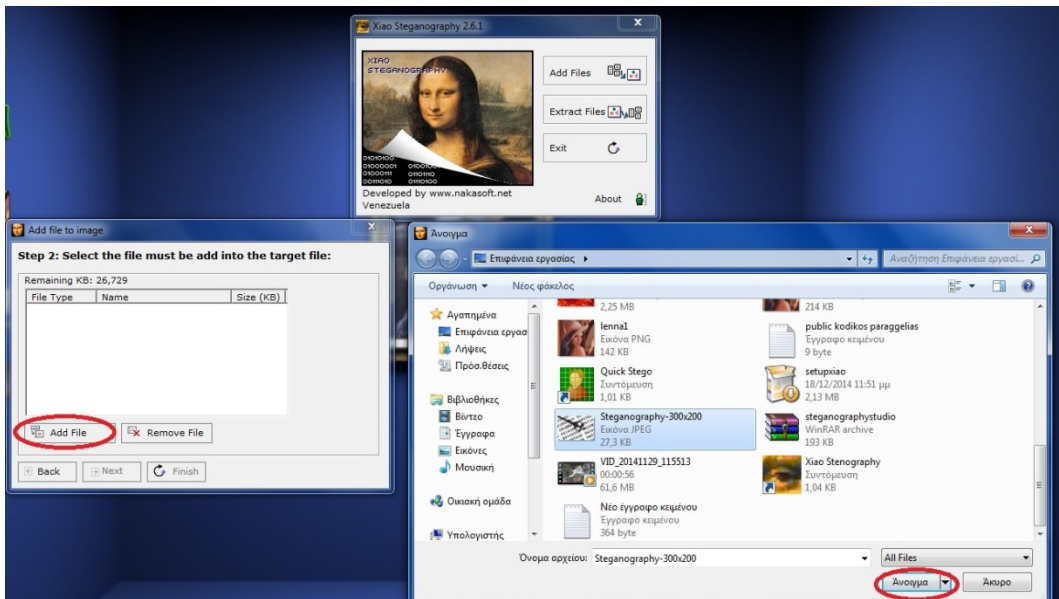 Xiao Steganography 2.6.1
XIAO
STEGANOGRAPHY
Add Files
Extract Files
Exit
01010100
01000001
01000011
Developed by www.nakasoft.net
Venezuela
About
Add file to image
Step 2: Select the file must be add into the target file:
Remaining KB: 26,729
File Type Name Size (KB)
Add File
Remove File
Back
Next
Finish
Άνοιγμα
Επιφάνεια εργασίας
Αναζήτηση Επιφάνεια εργασί...
Οργάνωση
Νέος φάκελος
Αγαπημένα
Επιφάνεια εργασ
Λήψεις
Πρόσ.θέσεις
Βιβλιοθήκες
Βίντεο
Έγγραφα
Εικόνες
Μουσική
Οικιακή ομάδα
Υπολογιστής
2,25 MB
lenna1
Εικόνα PNG
142 KB
Quick Stego
Συντόμευση
1,01 KB
Steganography-300x200
Εικόνα JPEG
27,3 KB
VID_20141129_115513
00:00:56
61,6 MB
Νέο έγγραφο κειμένου
Έγγραφο κειμένου
364 byte
214 KB
public kodikos paraggelias
Έγγραφο κειμένου
9 byte
setupxiao
18/12/2014 11:51 μμ
2,13 MB
steganographystudio
WinRAR archive
193 KB
Xiao Stenography
Συντόμευση
1,04 KB
Όνομα αρχείου: Steganography-300x200
All Files
Άνοιγμα
Άκυρο